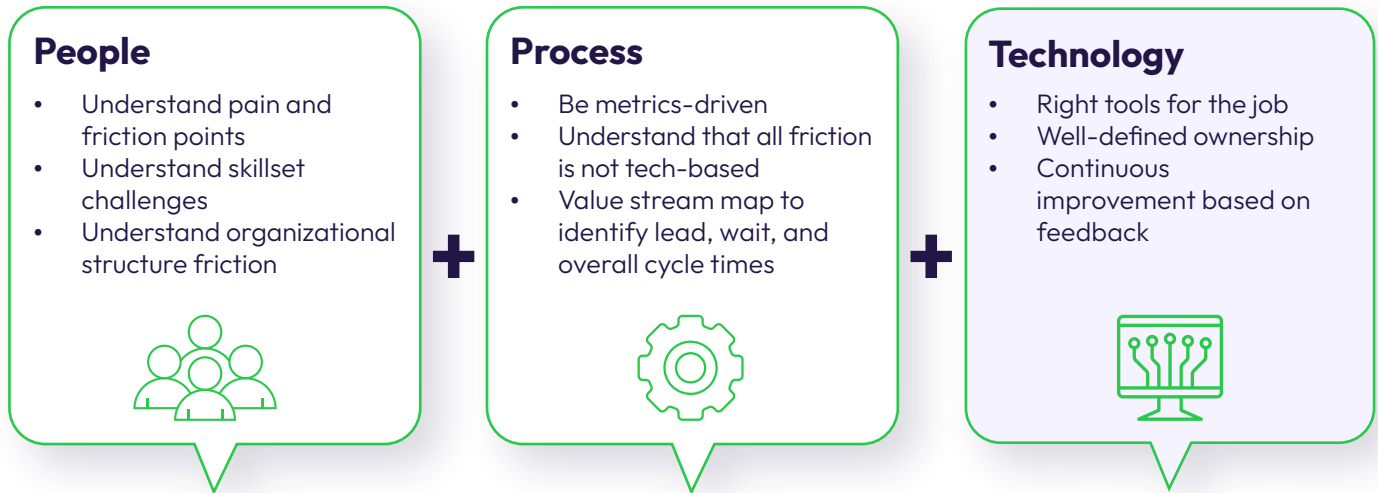 People
• Understand pain and
friction points
• Understand skillset
challenges
• Understand organizational
structure friction
+
Process
• Be metrics-driven
• Understand that all friction
is not tech-based
• Value stream map to
identify lead, wait, and
overall cycle times
+
Technology
• Right tools for the job
• Well-defined ownership
• Continuous
improvement based on
feedback